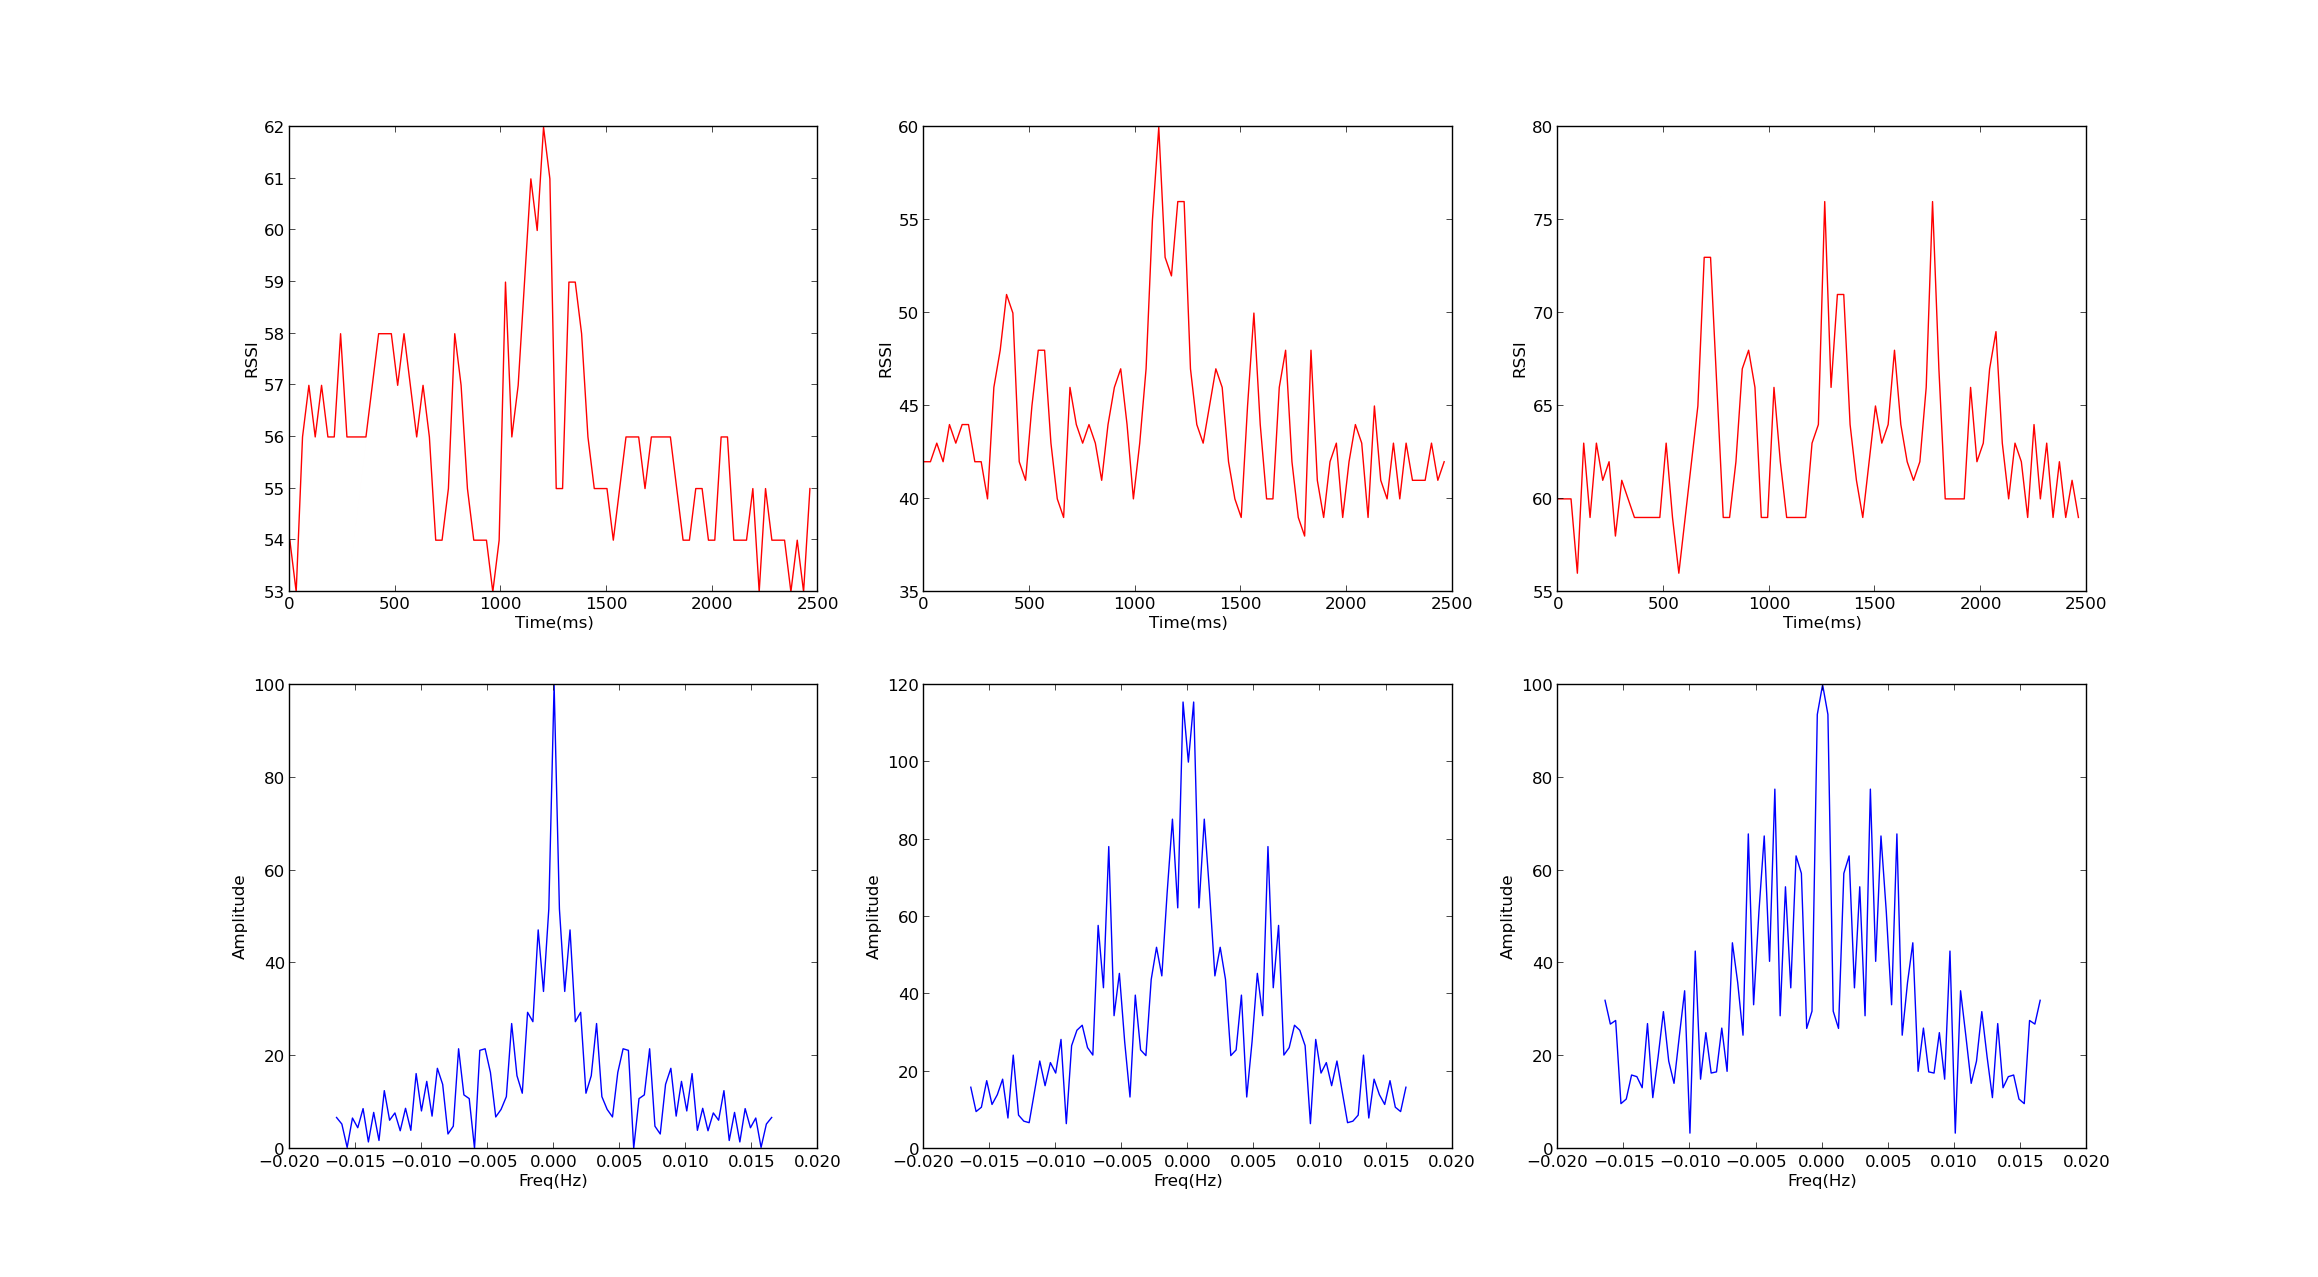 62 61 60 59 58 57 56 55 54 53
RSSI
0 500 1000 1500 2000 2500
Time(ms)
60 55 50 45 40 35
RSSI
0 500 1000 1500 2000 2500
Time(ms)
80 75 70 65 60 55
RSSI
0 500 1000 1500 2000 2500
Time(ms)
100 80 60 40 20 0
Amplitude
−0.020 −0.015 −0.010 −0.005 0.000 0.005 0.010 0.015 0.020
Freq(Hz)
120 100 80 60 40 20 0
Amplitude
−0.020 −0.015 −0.010 −0.005 0.000 0.005 0.010 0.015 0.020
Freq(Hz)
100 80 60 40 20 0
Amplitude
−0.020 −0.015 −0.010 −0.005 0.000 0.005 0.010 0.015 0.020
Freq(Hz)